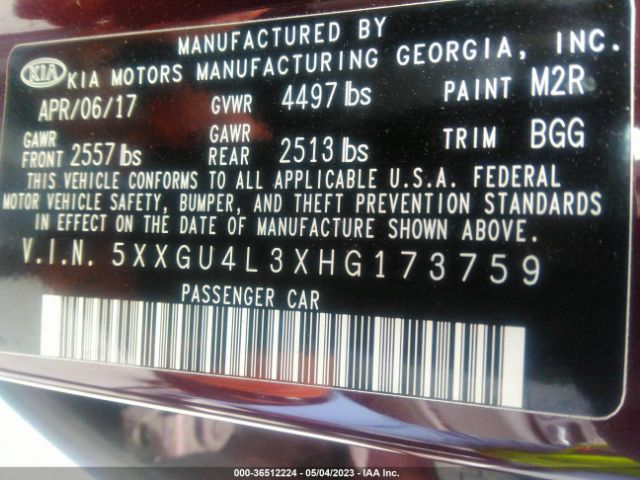 MANUFACTURED BY
KIA KIA MOTORS MANUFACTURING GEORGIA, INC.
APR/06/17 GVWR 4497 lbs PAINT M2R
GAWR FRONT 2557 lbs GAWR REAR 2513 lbs TRIM BGG
THIS VEHICLE CONFORMS TO ALL APPLICABLE U.S.A. FEDERAL
MOTOR VEHICLE SAFETY, BUMPER, AND THEFT PREVENTION STANDARDS
IN EFFECT ON THE DATE OF MANUFACTURE SHOWN ABOVE.
V.I.N. 5XXGU4L3XHG173759
PASSENGER CAR
000-36512224 - 05/04/2023 - IAA Inc.